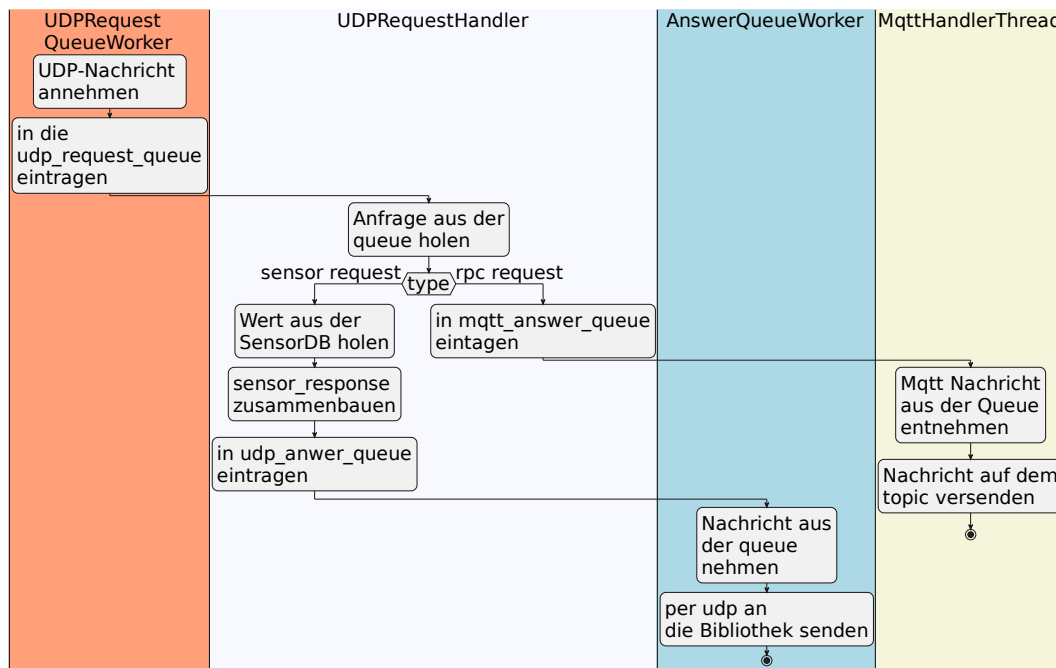 UDPRequest
QueueWorker
UDPRequestHandler
AnswerQueueWorker
MqttHandlerThread
UDP-Nachricht
annehmen
in die
udp_request_queue
eintragen
Anfrage aus der
queue holen
sensor request
type
rpc request
Wert aus der
SensorDB holen
in mqtt_answer_queue
eintagen
sensor_response
zusammenbauen
Mqtt Nachricht
aus der Queue
entnehmen
in udp_anwer_queue
eintragen
Nachricht auf dem
topic versenden
Nachricht aus
der queue
nehmen
per udp an
die Bibliothek senden